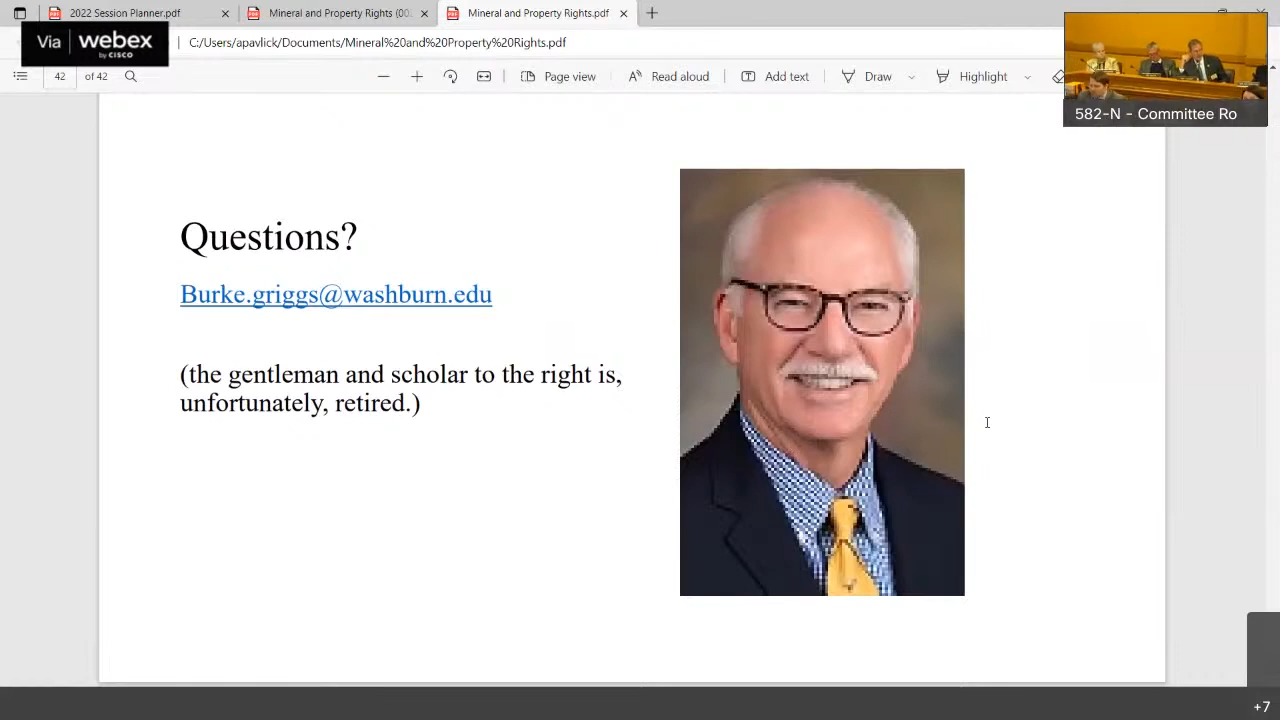 2022 Session Planner.pdf
Mineral and Property Rights (00
Mineral and Property Rights.pdf
Via webex
by CISCO
C:/Users/apavlick/Documents/Mineral%20and%20Property%20Rights.pdf
42 of 42
Page view
Read aloud
Add text
Draw
Highlight
582-N - Committee Ro
Questions?
Burke.griggs@washburn.edu
(the gentleman and scholar to the right is,
unfortunately, retired.)
+7